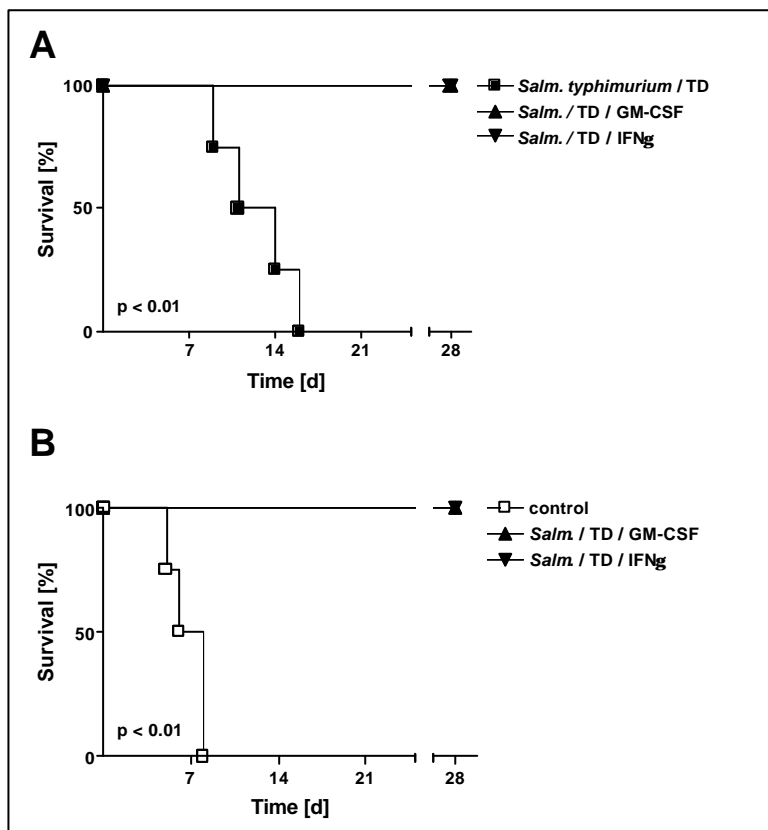 A
100
50
0
Survival [%]
p < 0.01
7 14 21 28
Time [d]
Salm. typhimurium / TD
Salm. / TD / GM-CSF
Salm. / TD / IFNg
B
100
50
0
Survival [%]
p < 0.01
7 14 21 28
Time [d]
control
Salm. / TD / GM-CSF
Salm. / TD / IFNg